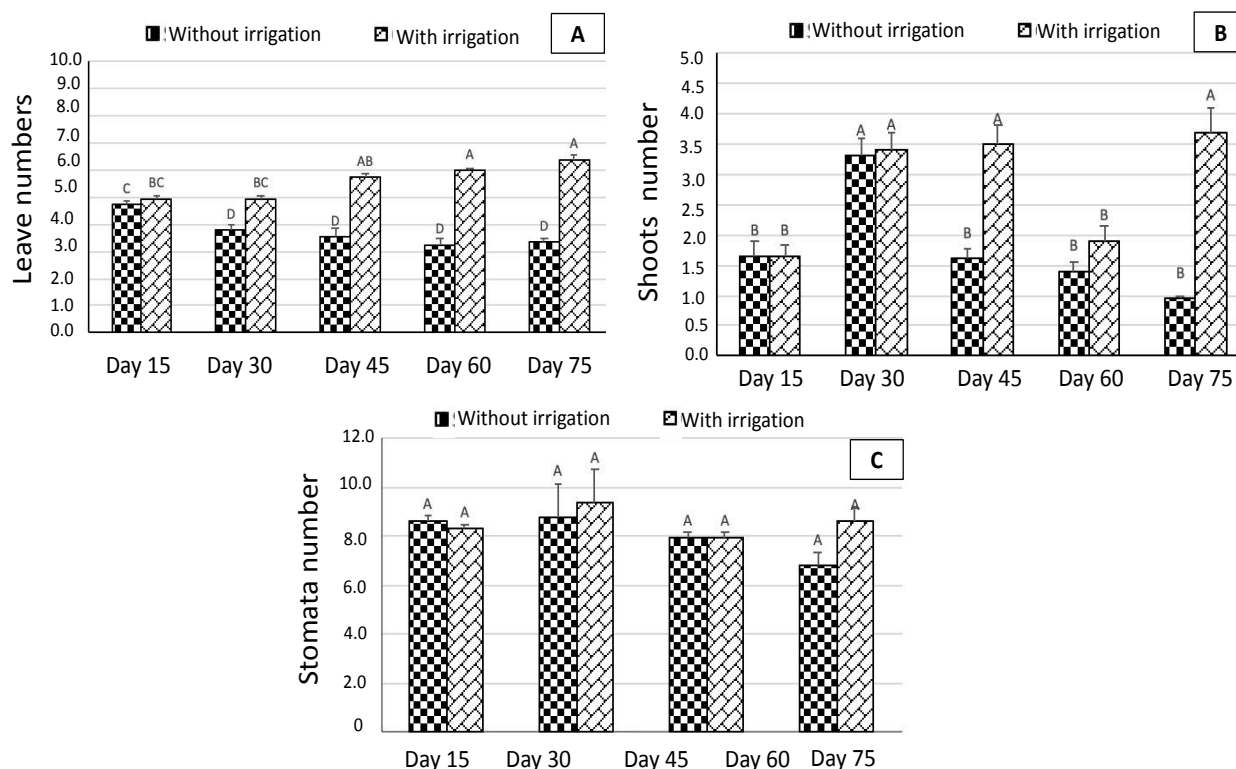 Without irrigation With irrigation A
Leave numbers
10.0
9.0
8.0
7.0
6.0
5.0
4.0
3.0
2.0
1.0
0.0
C BC D BC D AB D A D A
Day 15 Day 30 Day 45 Day 60 Day 75
Without irrigation With irrigation B
Shoots number
5.0
4.5
4.0
3.5
3.0
2.5
2.0
1.5
1.0
0.5
0.0
B B A A B A B B B A
Day 15 Day 30 Day 45 Day 60 Day 75
Without irrigation With irrigation
C
Stomata number
12.0
10.0
8.0
6.0
4.0
2.0
0
A A A A A A A A
Day 15 Day 30 Day 45 Day 60 Day 75